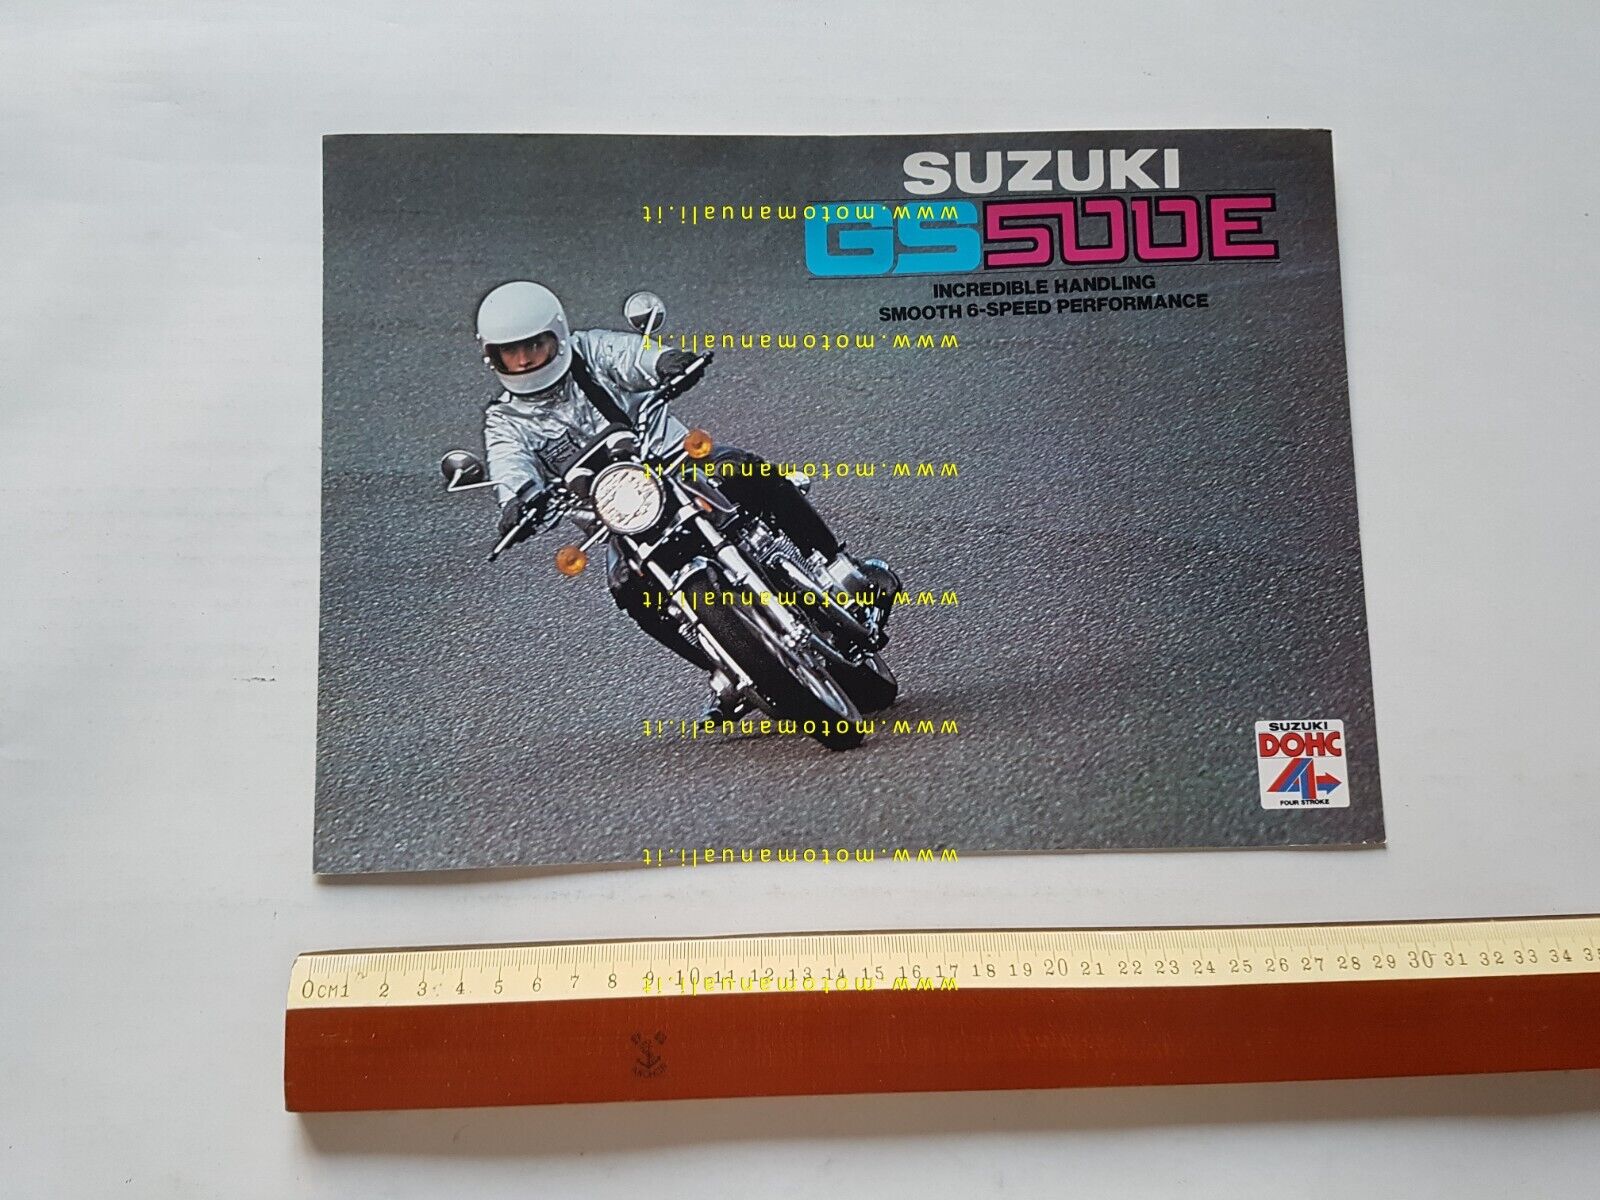 SUZUKI
GS500E
INCREDIBLE HANDLING
SMOOTH 6-SPEED PERFORMANCE
www.motomanuali.it
www.motomanuali.it
www.motomanuali.it
www.motomanuali.it
www.motomanuali.it
SUZUKI
DOHC
4
FOUR STROKE
www.motomanuali.it
0CM1 2 3 4 5 6 7 8 9 10 11 12 13 14 15 16 17 18 19 20 21 22 23 24 25 26 27 28 29 30 31 32 33 34 35
www.motomanuali.it
ANCHOR